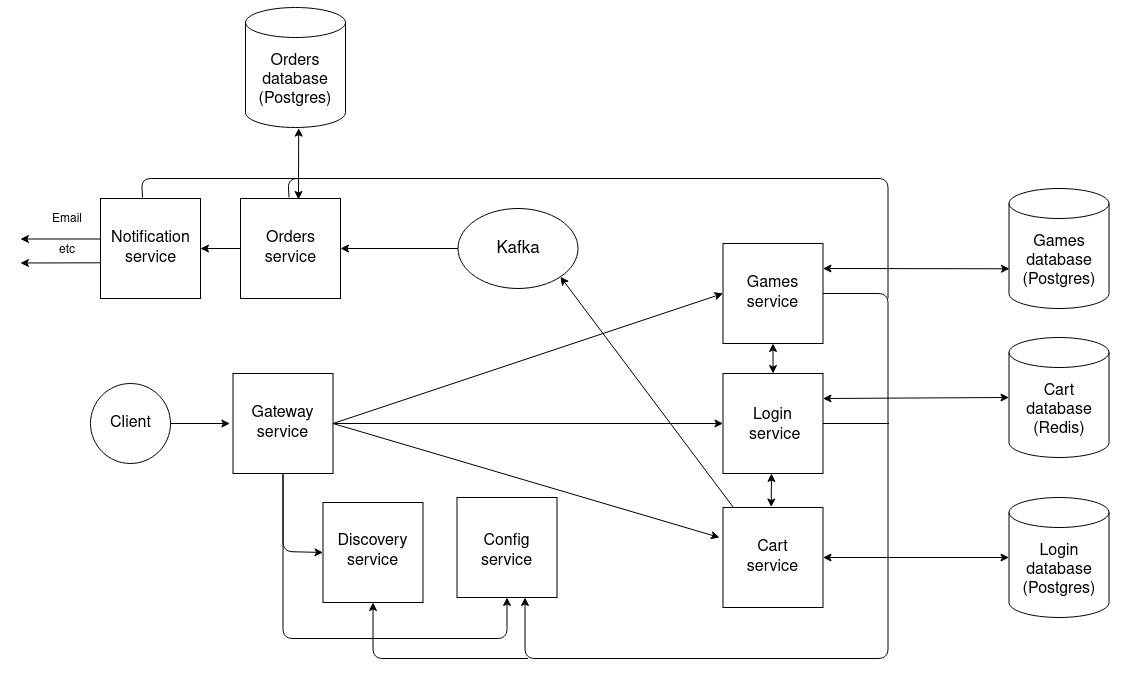 Orders
database
(Postgres)
Email
etc
Notification
service
Orders
service
Kafka
Games
service
Games
database
(Postgres)
Client
Gateway
service
Login
service
Cart
database
(Redis)
Discovery
service
Config
service
Cart
service
Login
database
(Postgres)